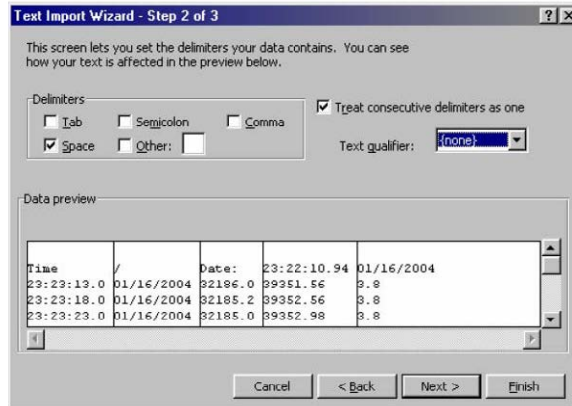 Text Import Wizard - Step 2 of 3
This screen lets you set the delimiters your data contains. You can see
how your text is affected in the preview below.
Delimiters
Tab Semicolon Comma
Space Other:
Treat consecutive delimiters as one
Text qualifier: {none}
Data preview
Time / Date: 23:22:10.94 01/16/2004
23:23:13.0 01/16/2004 32186.0 39351.56 3.8
23:23:18.0 01/16/2004 32185.2 39352.56 3.8
23:23:23.0 01/16/2004 32185.0 39352.98 3.8
Cancel < Back Next > Finish